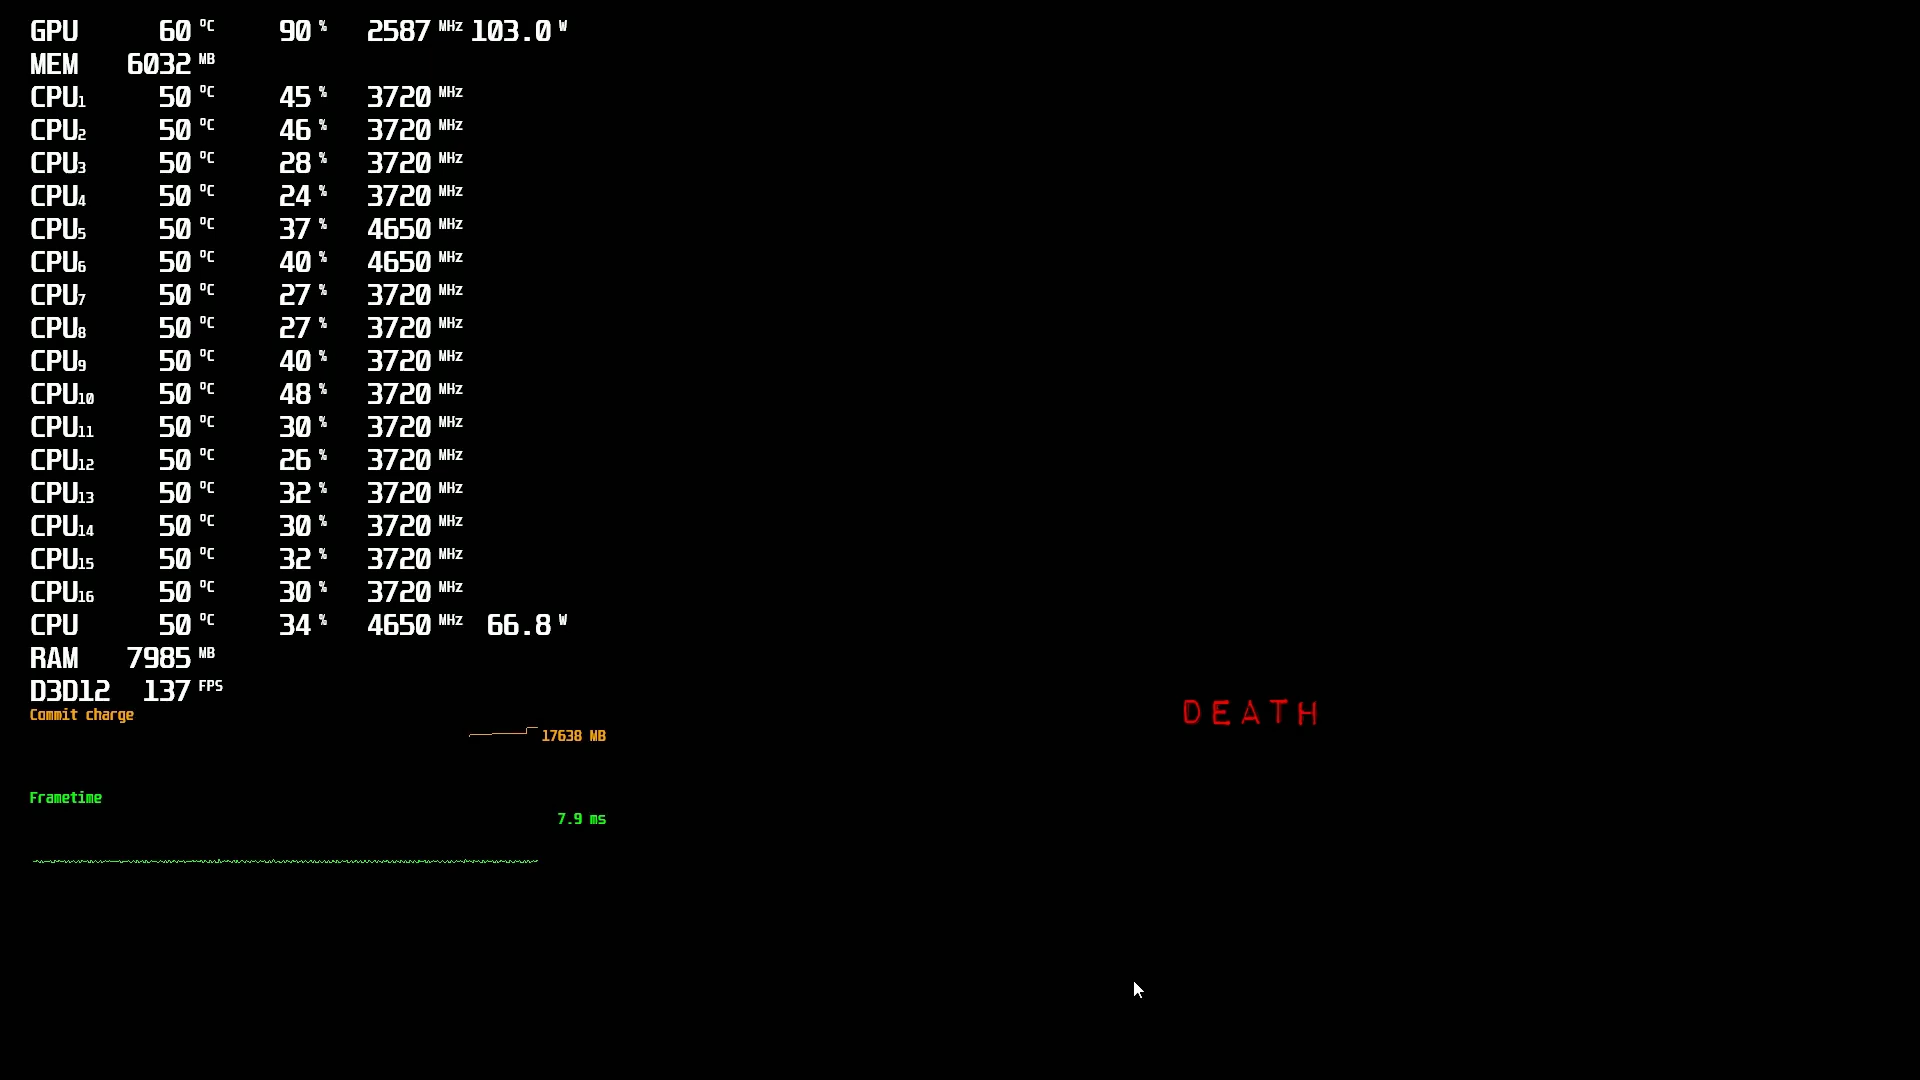 GPU 60 °C 90 % 2587 MHz 103.0 W
MEM 6032 MB
CPU1 50 °C 45 % 3720 MHz
CPU2 50 °C 46 % 3720 MHz
CPU3 50 °C 28 % 3720 MHz
CPU4 50 °C 24 % 3720 MHz
CPU5 50 °C 37 % 4650 MHz
CPU6 50 °C 40 % 4650 MHz
CPU7 50 °C 27 % 3720 MHz
CPU8 50 °C 27 % 3720 MHz
CPU9 50 °C 40 % 3720 MHz
CPU10 50 °C 48 % 3720 MHz
CPU11 50 °C 30 % 3720 MHz
CPU12 50 °C 26 % 3720 MHz
CPU13 50 °C 32 % 3720 MHz
CPU14 50 °C 30 % 3720 MHz
CPU15 50 °C 32 % 3720 MHz
CPU16 50 °C 30 % 3720 MHz
CPU 50 °C 34 % 4650 MHz 66.8 W
RAM 7985 MB
D3D12 137 FPS
Commit charge
17638 MB
Frametime
7.9 ms
DEATH